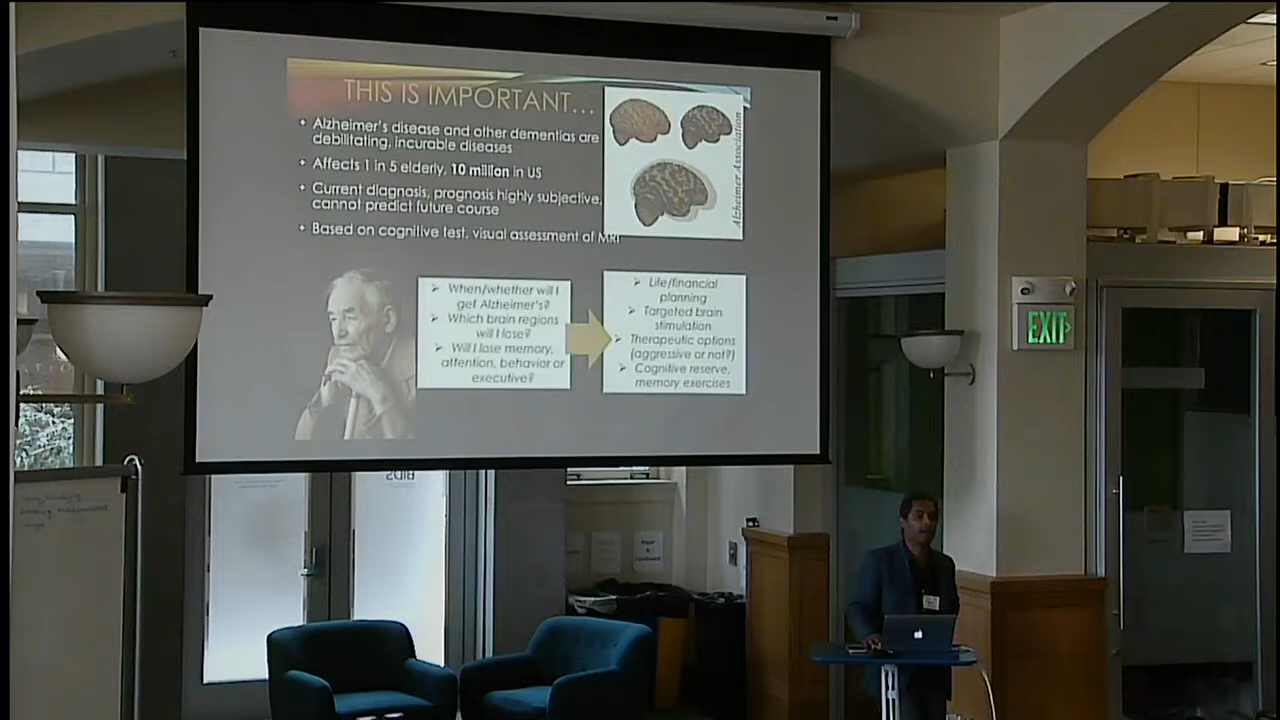 THIS IS IMPORTANT...
• Alzheimer's disease and other dementias are
debilitating, incurable diseases
• Affects 1 in 5 elderly, 10 million in US
• Current diagnosis, prognosis highly subjective,
cannot predict future course
• Based on cognitive test, visual assessment of MRI
Alzheimer Association
➢ When/whether will I
get Alzheimer's?
➢ Which brain regions
will I lose?
➢ Will I lose memory,
attention, behavior or
executive?
➢ Life/financial
planning
➢ Targeted brain
stimulation
➢ Therapeutic options
(aggressive or not?)
➢ Cognitive reserve,
memory exercises
EXIT
BIDS